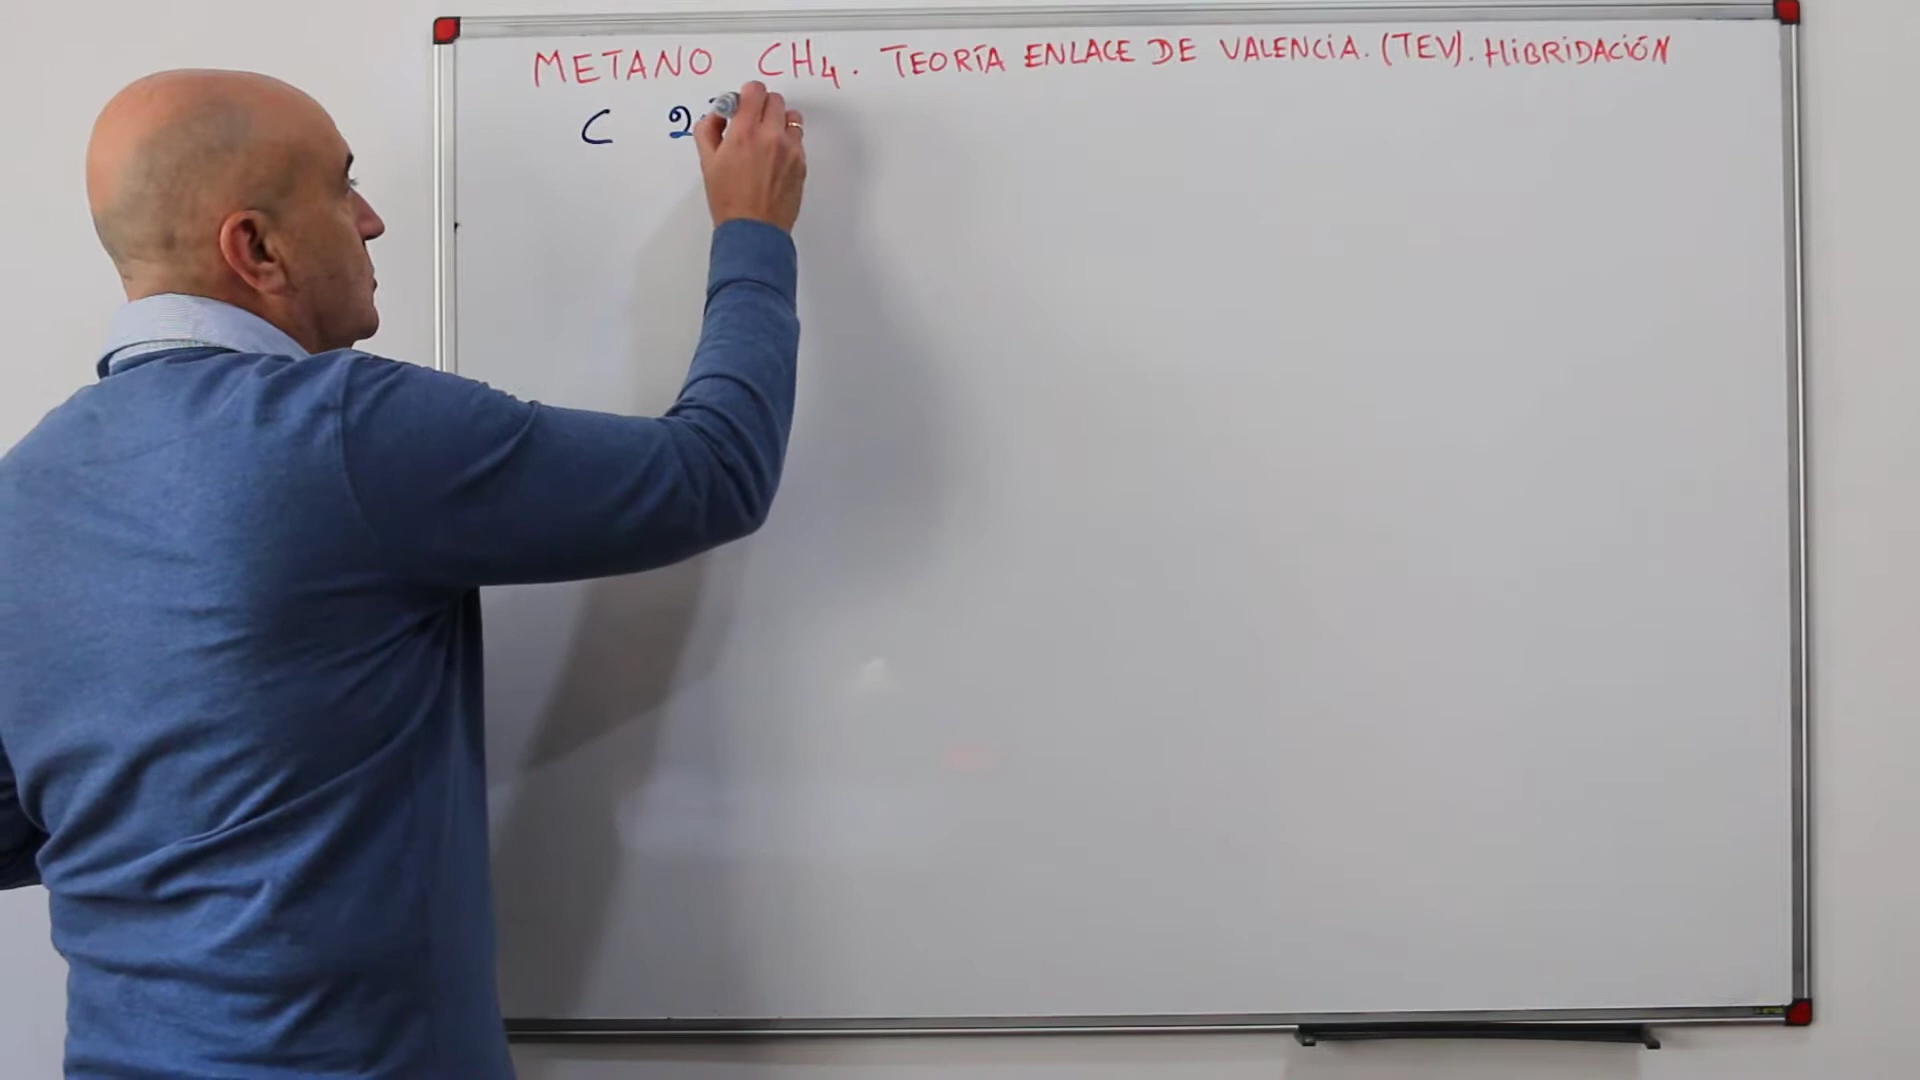 METANO CH4. TEORÍA ENLACE DE VALENCIA. (TEV). HIBRIDACIÓN
C 2